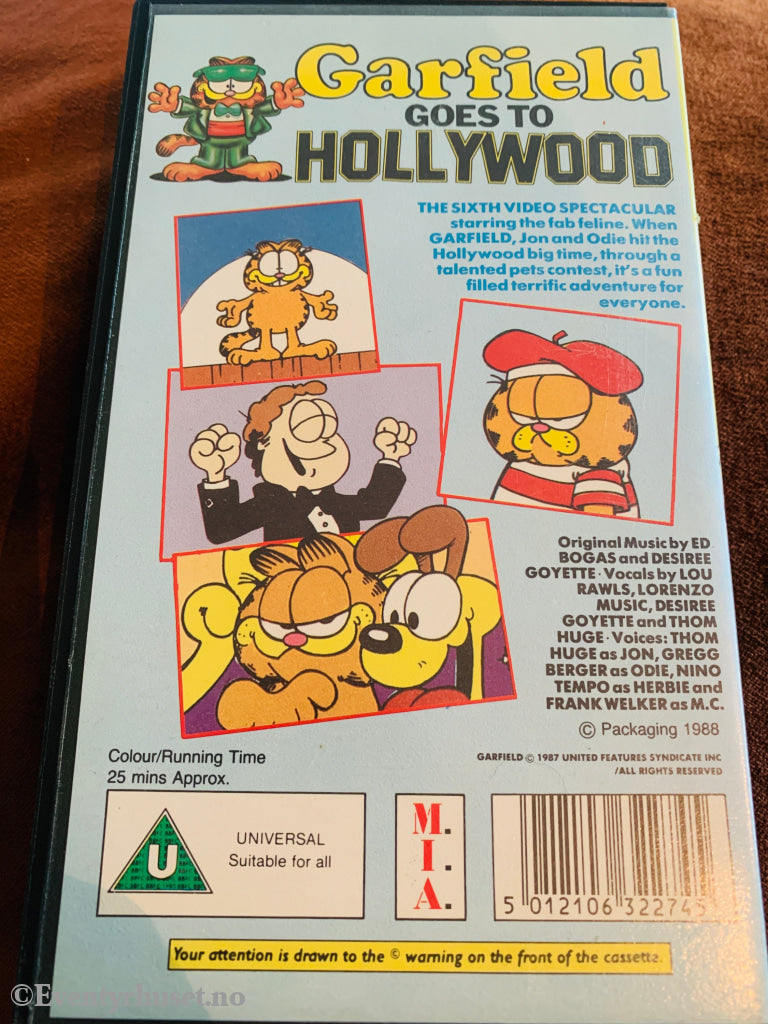 Garfield
GOES TO
HOLLYWOOD
THE SIXTH VIDEO SPECTACULAR
starring the fab feline. When
GARFIELD, Jon and Odie hit the
Hollywood big time, through a
talented pets contest, it's a fun
filled terrific adventure for
everyone.
Original Music by ED
BOGAS and DESIREE
GOYETTE · Vocals by LOU
RAWLS, LORENZO
MUSIC, DESIREE
GOYETTE and THOM
HUGE · Voices: THOM
HUGE as JON, GREGG
BERGER as ODIE, NINO
TEMPO as HERBIE and
FRANK WELKER as M.C.
© Packaging 1988
Colour/Running Time
25 mins Approx.
GARFIELD © 1987 UNITED FEATURES SYNDICATE INC
/ALL RIGHTS RESERVED
U
UNIVERSAL
Suitable for all
M.
I.
A.
5 012106 322745
Your attention is drawn to the © warning on the front of the cassette.
©Eventyrhuset.no